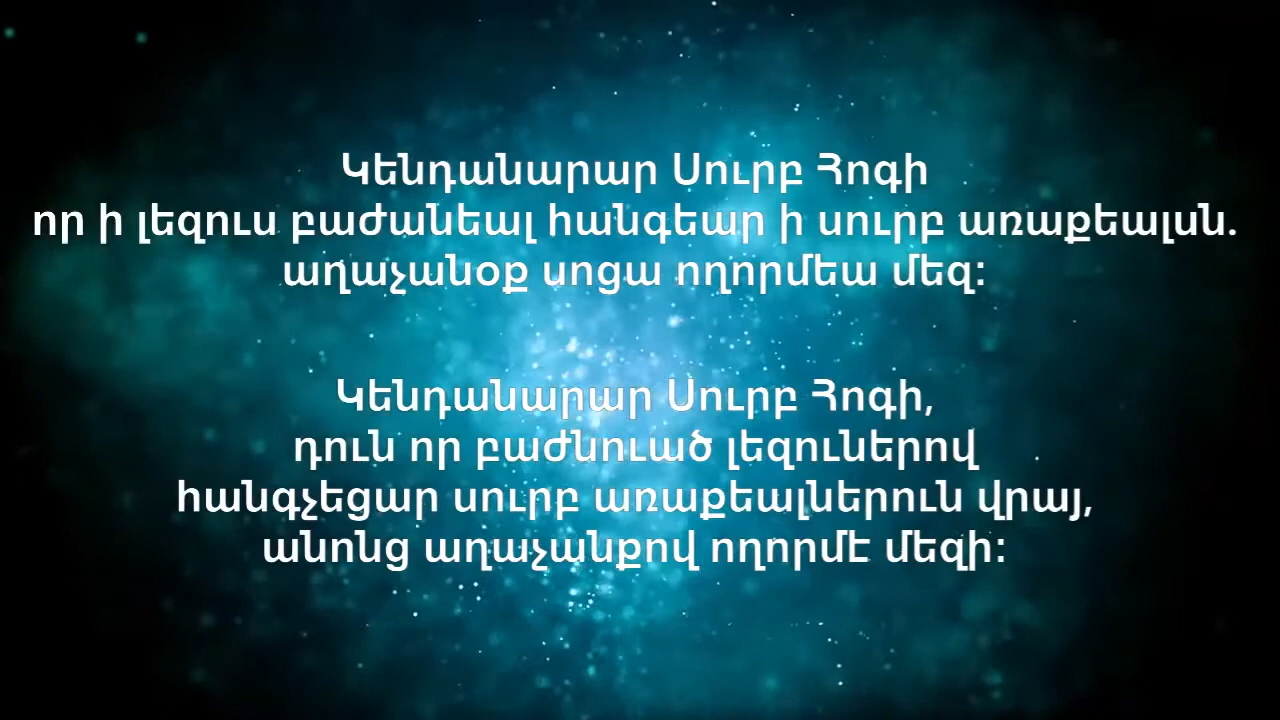 Կենդանարար Սուրբ Հոգի
որ ի լեզուս բաժանեալ հանգեար ի սուրբ առաքեալսն.
աղաչանօք սոցա ողորմեա մեզ:
Կենդանարար Սուրբ Հոգի,
դուն որ բաժնուած լեզուներով
հանգչեցար սուրբ առաքեալներուն վրայ,
անոնց աղաչանքով ողորմէ մեզի: